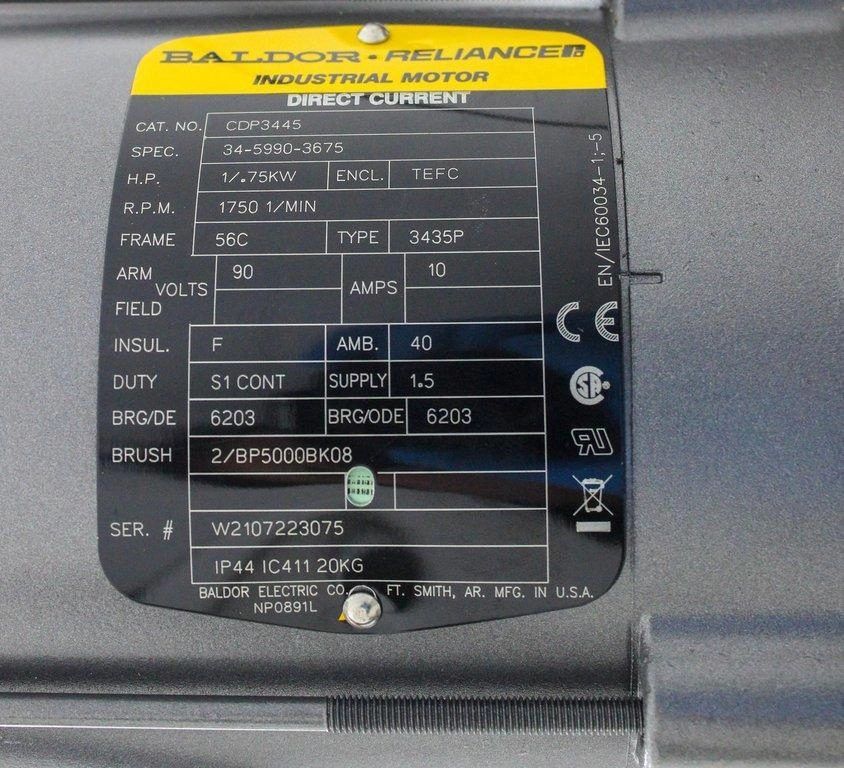 BALDOR • RELIANCE
INDUSTRIAL MOTOR
DIRECT CURRENT
CAT. NO. CDP3445
SPEC. 34-5990-3675
H.P. 1/.75KW ENCL. TEFC
R.P.M. 1750 1/MIN
FRAME 56C TYPE 3435P
ARM 90 10
VOLTS AMPS
FIELD
INSUL. F AMB. 40
DUTY S1 CONT SUPPLY 1.5
BRG/DE 6203 BRG/ODE 6203
BRUSH 2/BP5000BK08
SER. # W2107223075
IP44 IC411 20KG
BALDOR ELECTRIC CO. FT. SMITH, AR. MFG. IN U.S.A.
NP0891L
EN/IEC60034-1;-5
CE